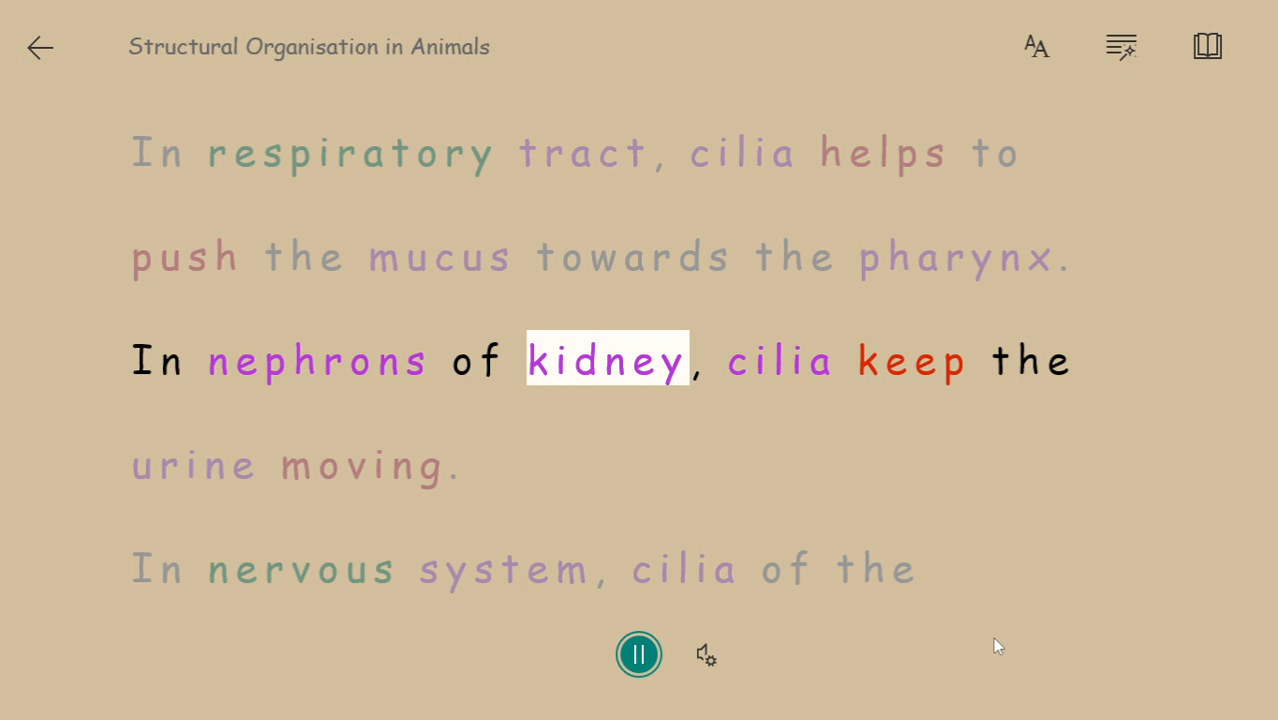 Structural Organisation in Animals
In respiratory tract, cilia helps to
push the mucus towards the pharynx.
In nephrons of kidney, cilia keep the
urine moving.
In nervous system, cilia of the